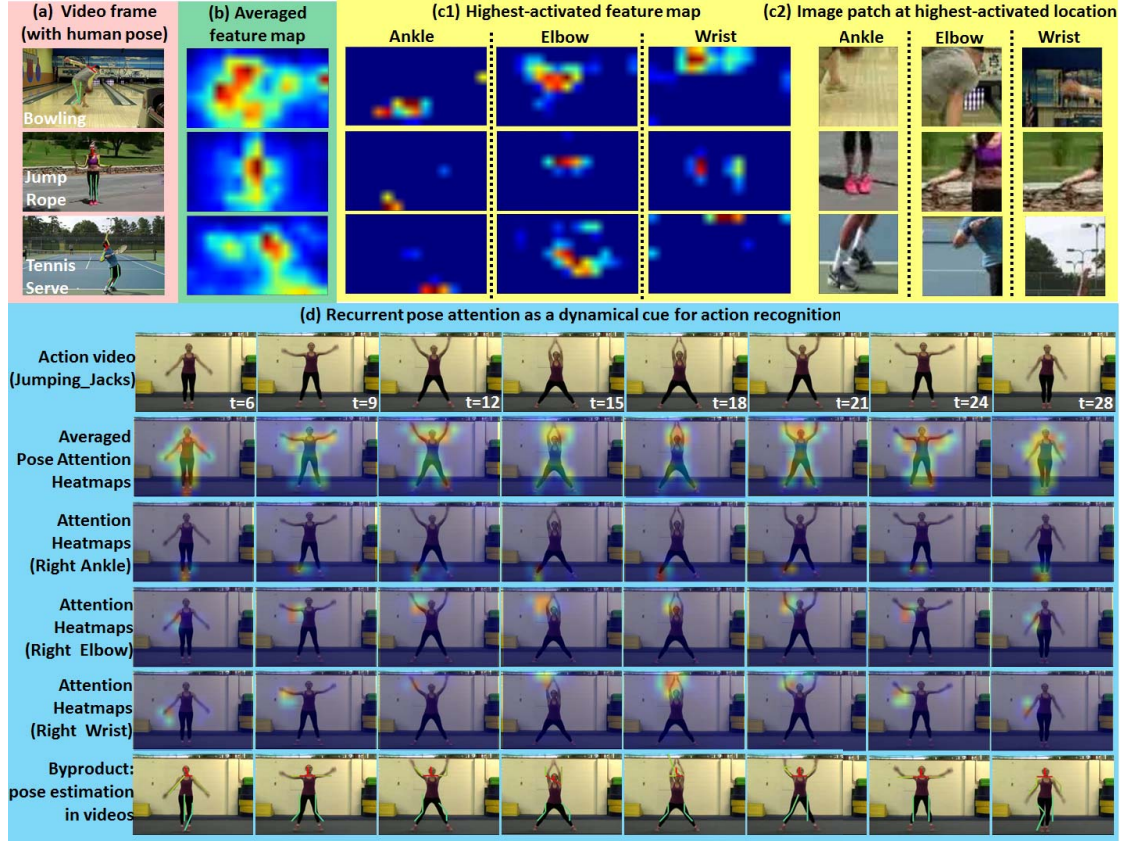 (a) Video frame
(with human pose)
(b) Averaged
feature map
(c1) Highest-activated feature map
(c2) Image patch at highest-activated location
Ankle
Elbow
Wrist
Ankle
Elbow
Wrist
Bowling
Jump
Rope
Tennis
Serve
(d) Recurrent pose attention as a dynamical cue for action recognition
Action video
(Jumping_Jacks)
t=6
t=9
t=12
t=15
t=18
t=21
t=24
t=28
Averaged
Pose Attention
Heatmaps
Attention
Heatmaps
(Right Ankle)
Attention
Heatmaps
(Right Elbow)
Attention
Heatmaps
(Right Wrist)
Byproduct:
pose estimation
in videos